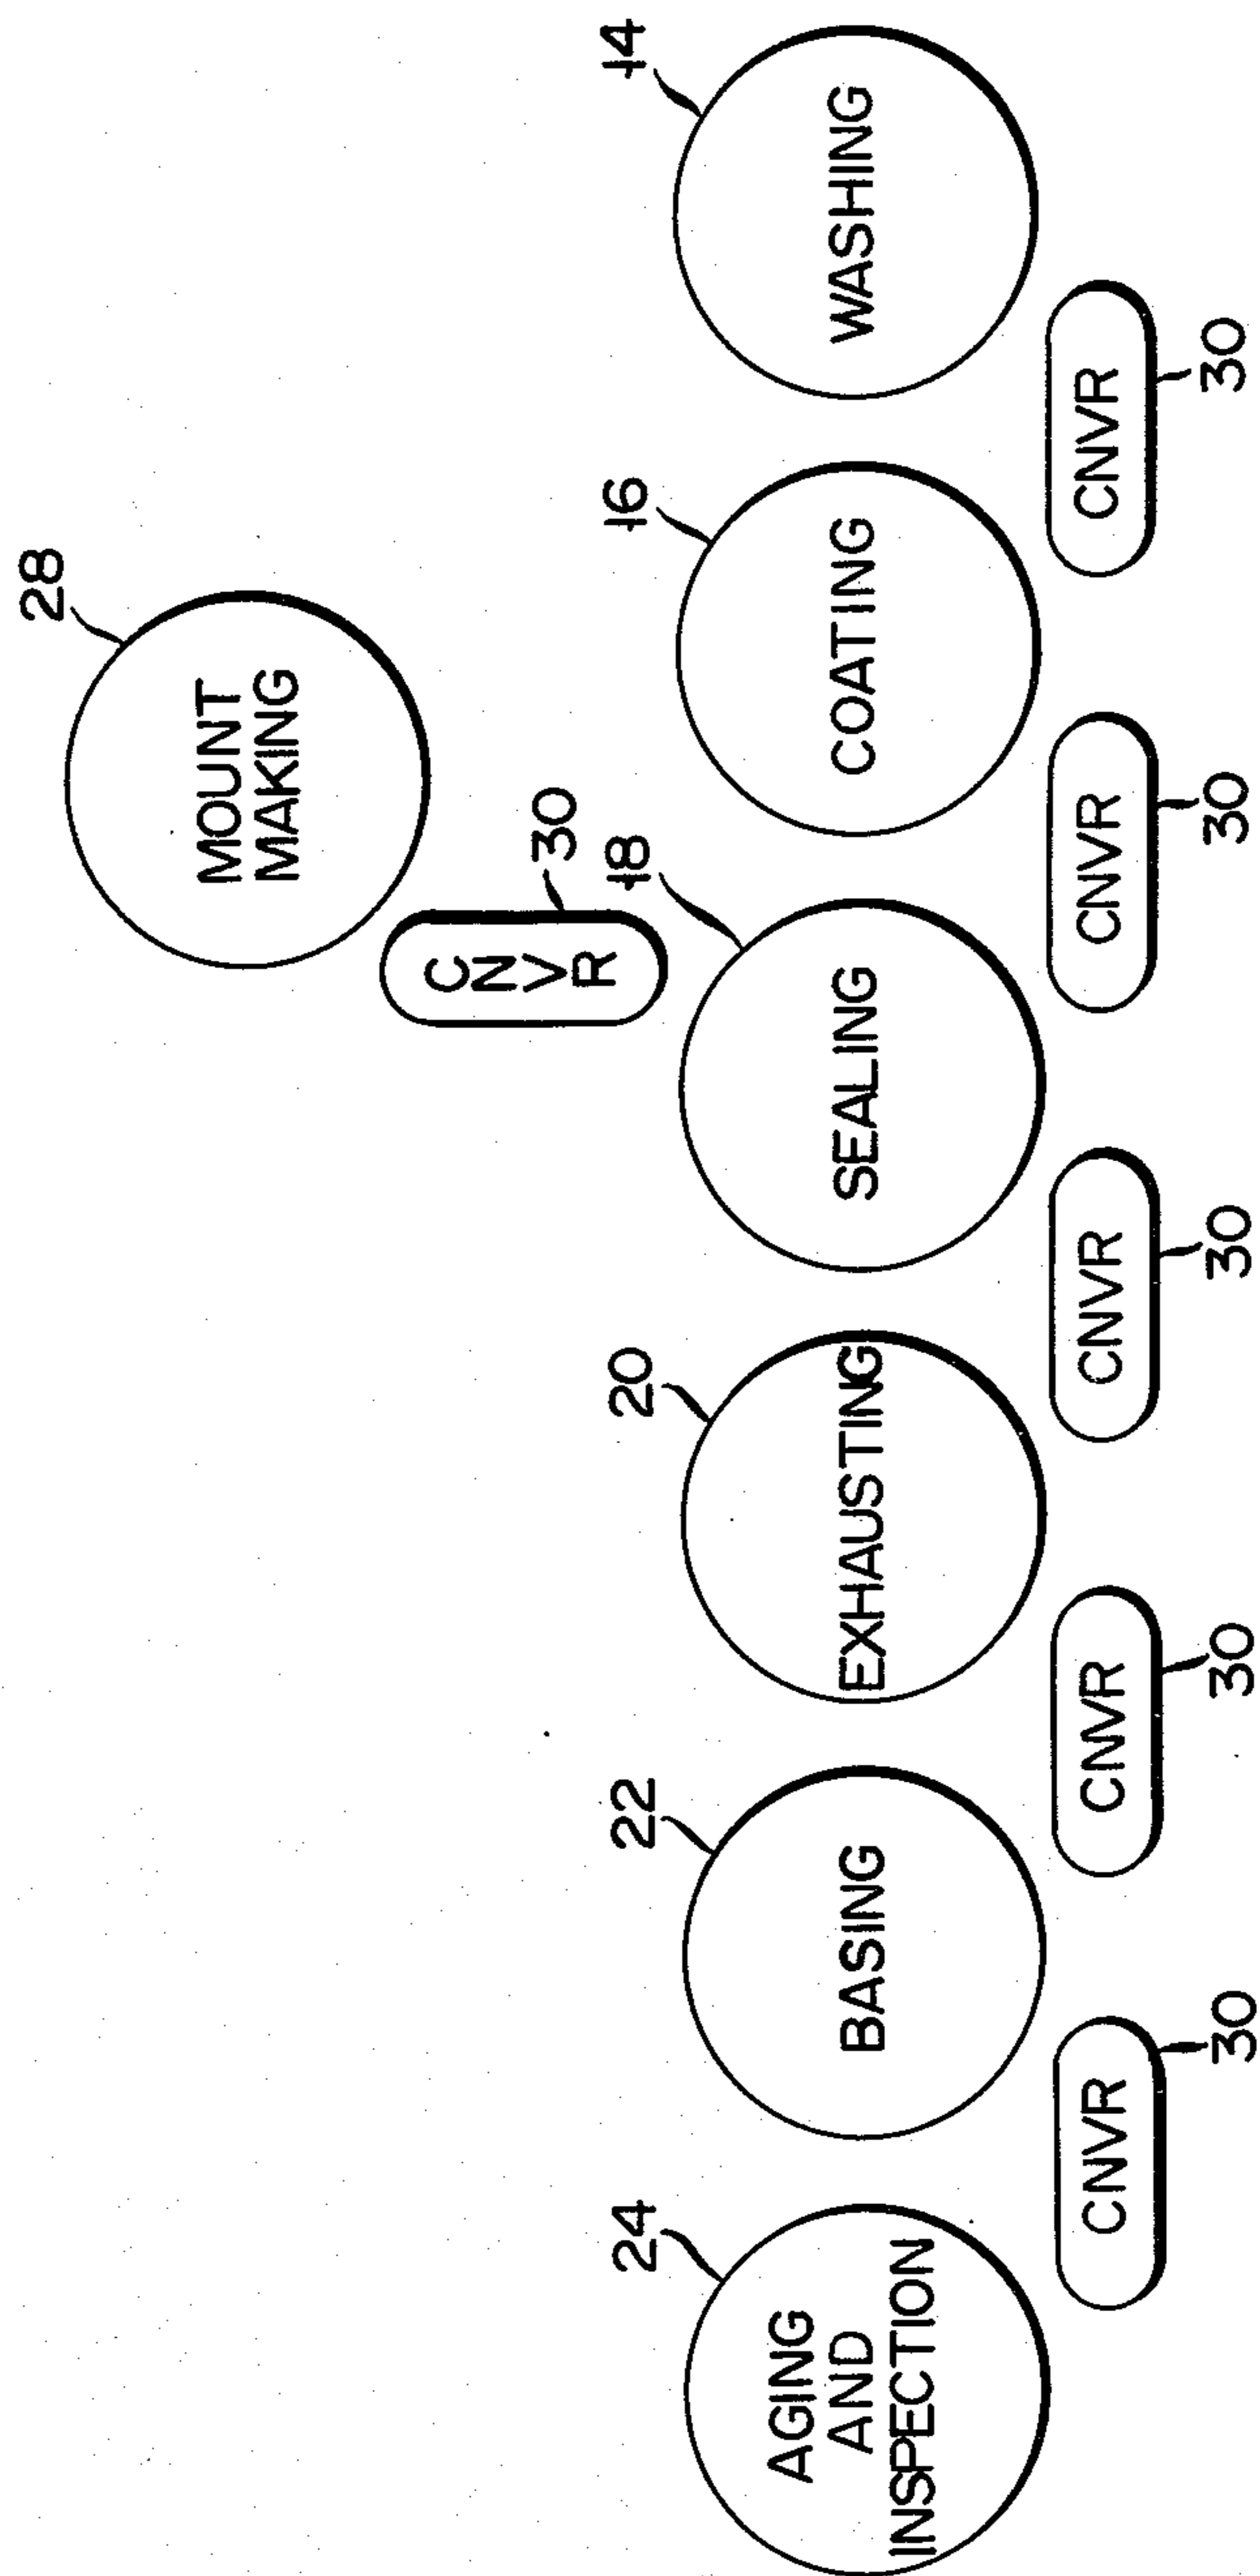 28
MOUNT
MAKING
CNVR
30
24
22
20
18
16
14
AGING
AND
INSPECTION
BASING
EXHAUSTING
SEALING
COATING
WASHING
CNVR
CNVR
CNVR
CNVR
CNVR
30
30
30
30
30